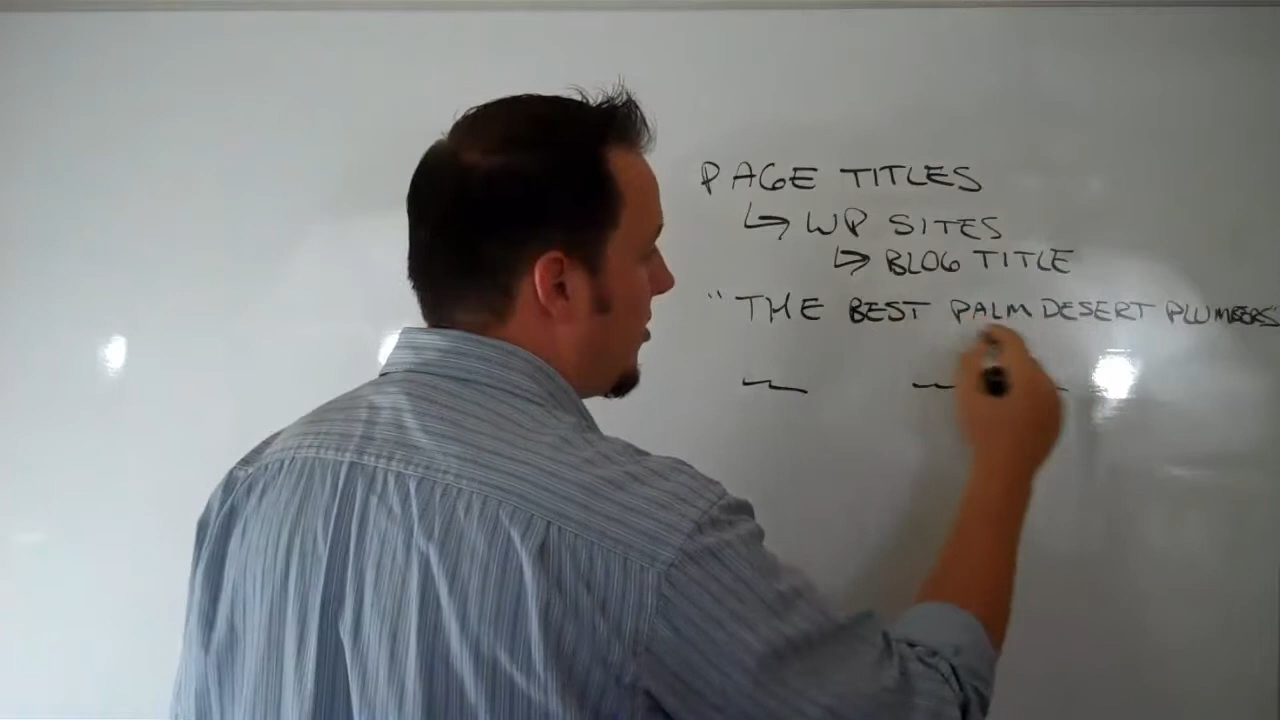 PAGE TITLES
↳ WP SITES
↳ BLOG TITLE
"THE BEST PALM DESERT PLUMBERS